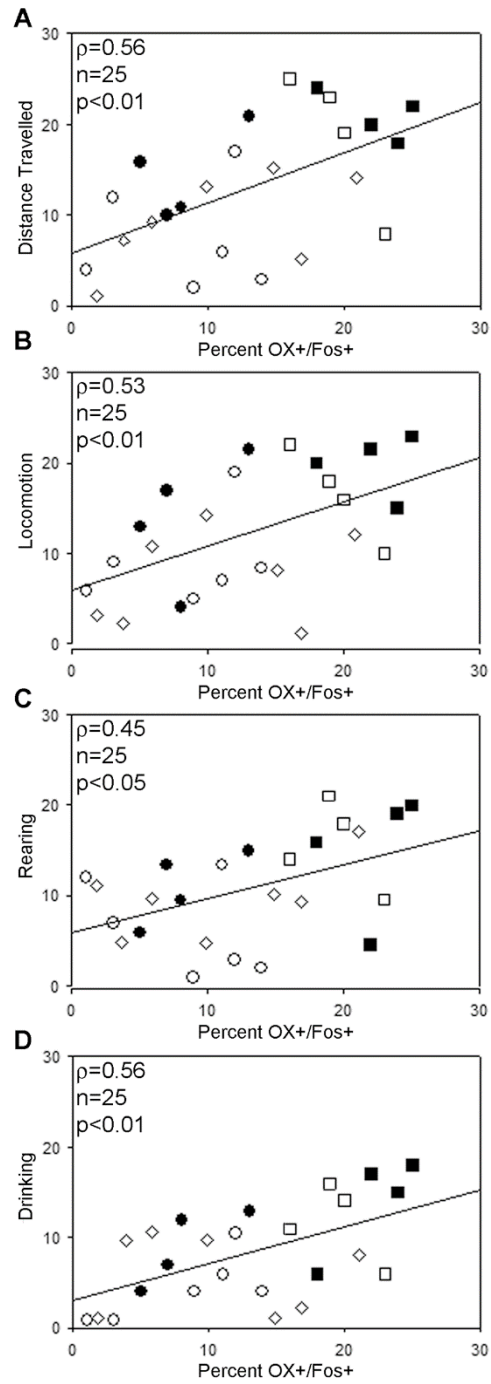 A
30
ρ=0.56
n=25
p<0.01
20
10
0
Distance Travelled
0 10 20 30
Percent OX+/Fos+
B
30
ρ=0.53
n=25
p<0.01
20
10
0
Locomotion
0 10 20 30
Percent OX+/Fos+
C
30
ρ=0.45
n=25
p<0.05
20
10
0
Rearing
0 10 20 30
Percent OX+/Fos+
D
30
ρ=0.56
n=25
p<0.01
20
10
0
Drinking
0 10 20 30
Percent OX+/Fos+